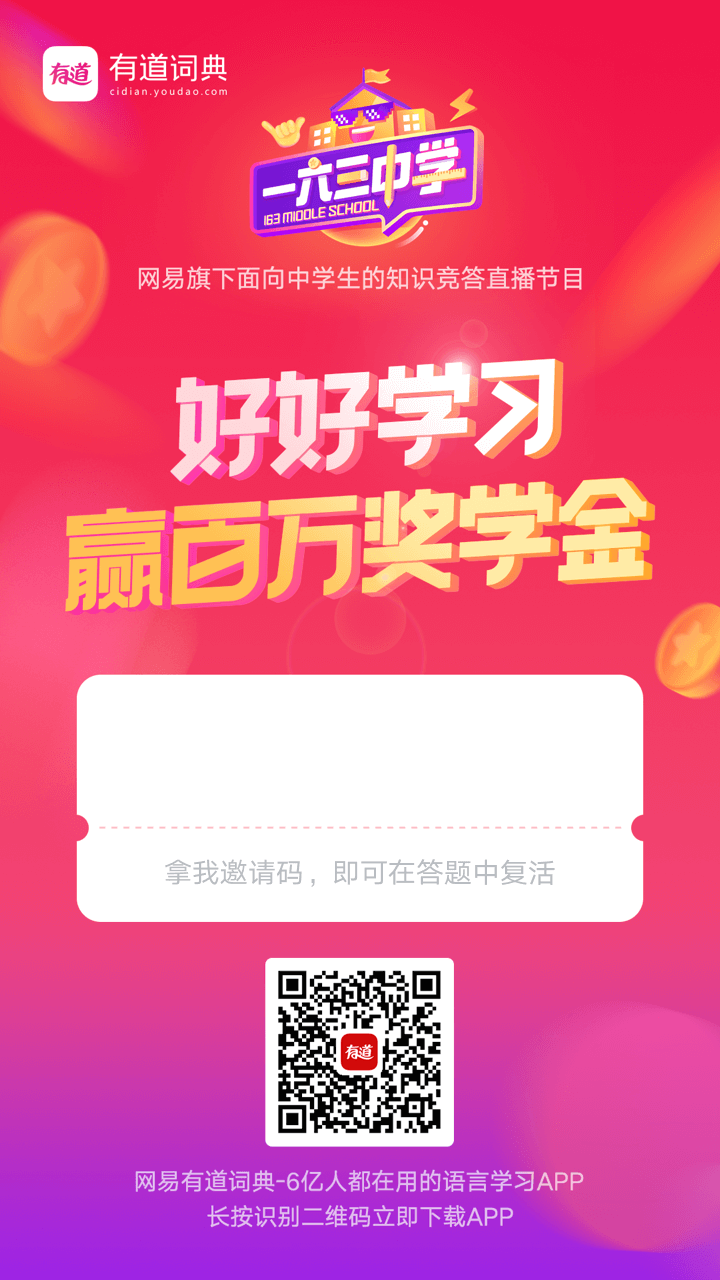 有道词典
cidian.youdao.com
一六三中学
163 MIDDLE SCHOOL
网易旗下面向中学生的知识竞答直播节目
好好学习
赢百万奖学金
拿我邀请码，即可在答题中复活
有道
网易有道词典-6亿人都在用的语言学习APP
长按识别二维码立即下载APP